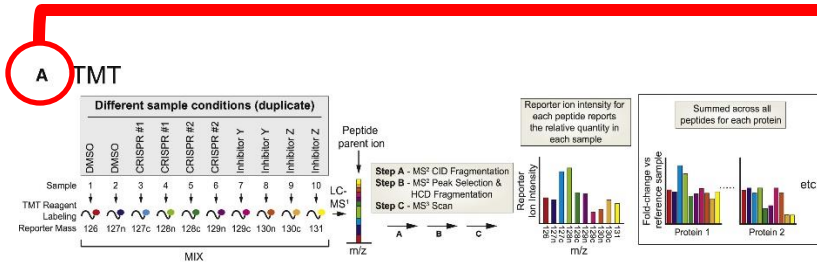 A TMT
Different sample conditions (duplicate)
DMSO
DMSO
CRISPR #1
CRISPR #1
CRISPR #2
CRISPR #2
Inhibitor Y
Inhibitor Y
Inhibitor Z
Inhibitor Z
Sample 1 2 3 4 5 6 7 8 9 10
TMT Reagent
Labeling
Reporter Mass 126 127n 127c 128n 128c 129n 129c 130n 130c 131
MIX
LC-
MS¹
Peptide
parent ion
m/z
Step A - MS² CID Fragmentation
Step B - MS² Peak Selection &
HCD Fragmentation
Step C - MS³ Scan
A B C
Reporter ion intensity for
each peptide reports
the relative quantity in
each sample
Reporter
Ion Intensity
126
127n
127c
128n
128c
129n
129c
130n
130c
131
m/z
Summed across all
peptides for each protein
Fold-change vs
reference sample
Protein 1
.....
Protein 2
etc